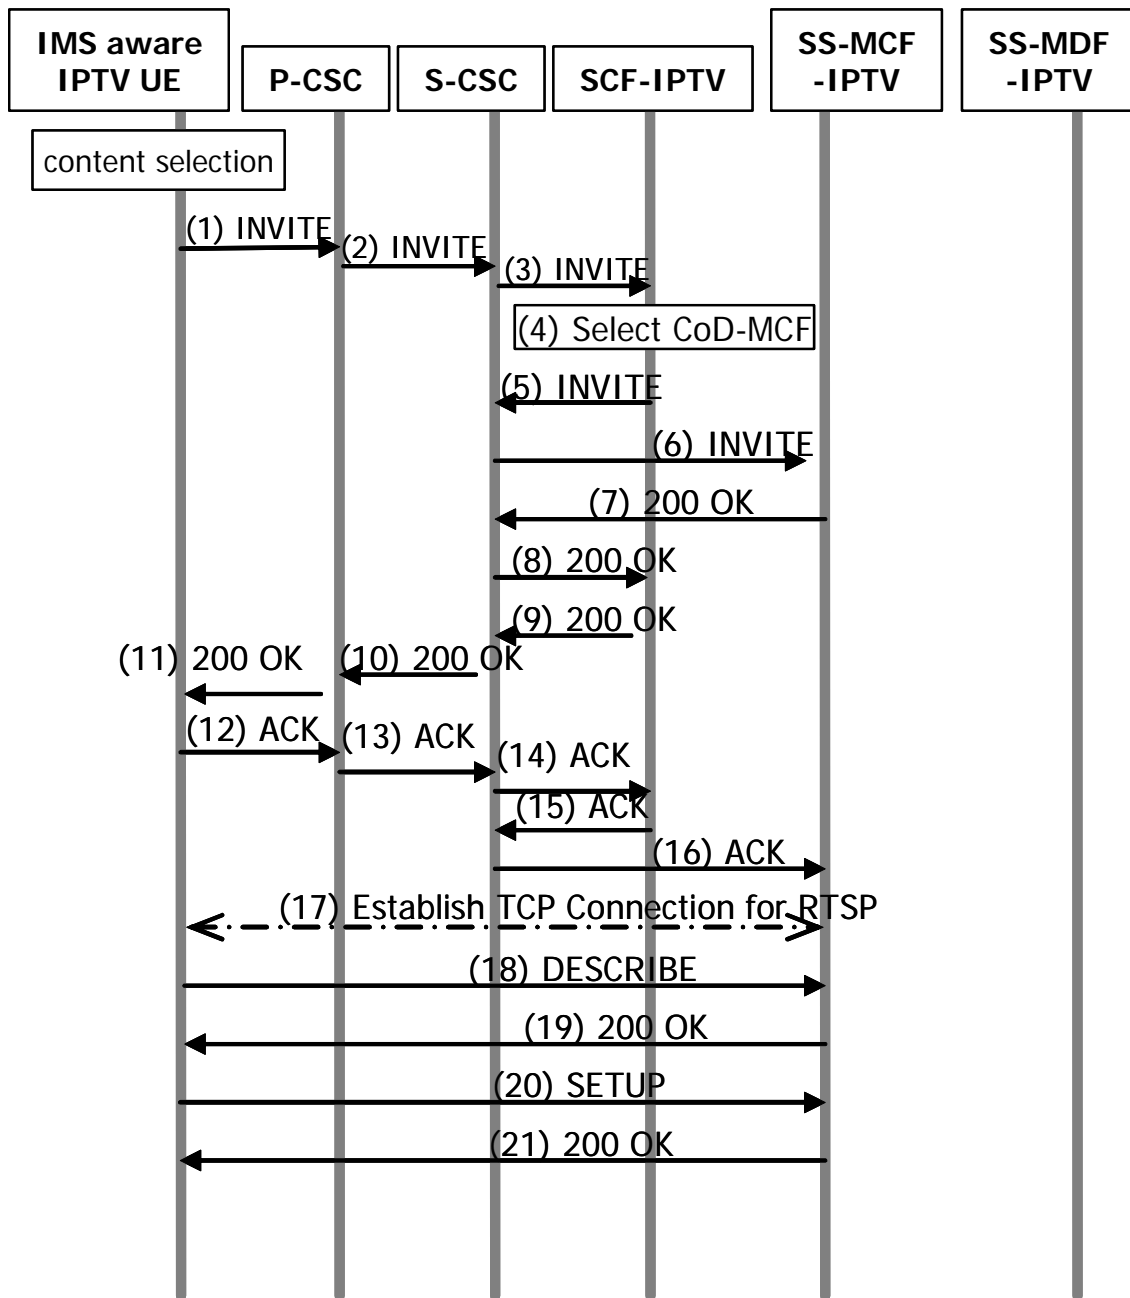 IMS aware
IPTV UE
P-CSC
S-CSC
SCF-IPTV
SS-MCF
-IPTV
SS-MDF
-IPTV
content selection
(1) INVITE
(2) INVITE
(3) INVITE
(4) Select CoD-MCF
(5) INVITE
(6) INVITE
(7) 200 OK
(8) 200 OK
(9) 200 OK
(10) 200 OK
(11) 200 OK
(12) ACK
(13) ACK
(14) ACK
(15) ACK
(16) ACK
(17) Establish TCP Connection for RTSP
(18) DESCRIBE
(19) 200 OK
(20) SETUP
(21) 200 OK